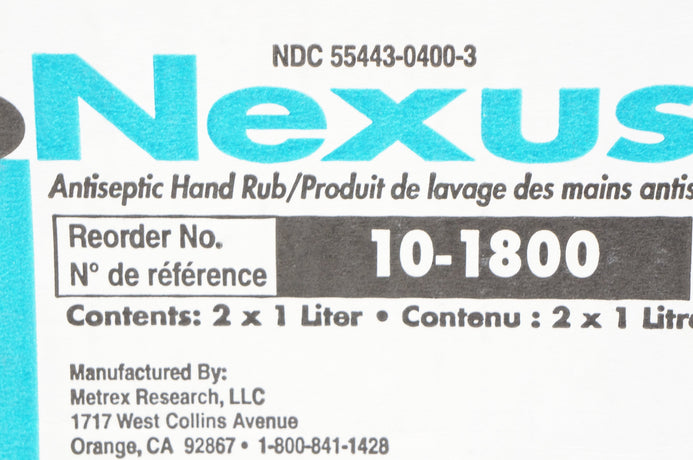 NDC 55443-0400-3
Nexus
Antiseptic Hand Rub/Produit de lavage des mains antis
Reorder No.
N° de référence
10-1800
Contents: 2 x 1 Liter • Contenu : 2 x 1 Litre
Manufactured By:
Metrex Research, LLC
1717 West Collins Avenue
Orange, CA 92867 • 1-800-841-1428